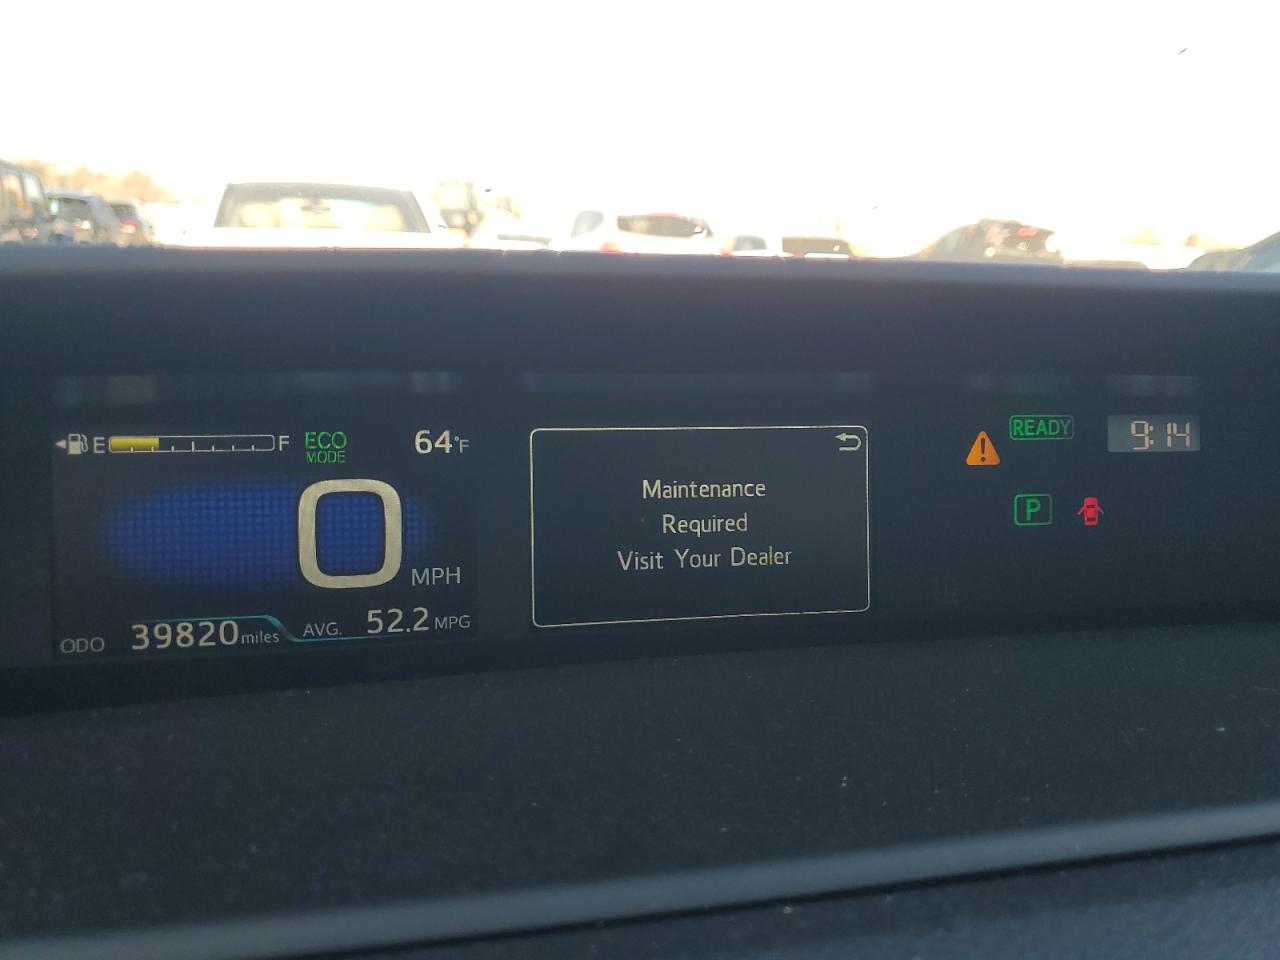 E F ECO MODE 64°F
0 MPH
ODO 39820 miles AVG. 52.2 MPG
Maintenance
Required
Visit Your Dealer
READY 9:14
P